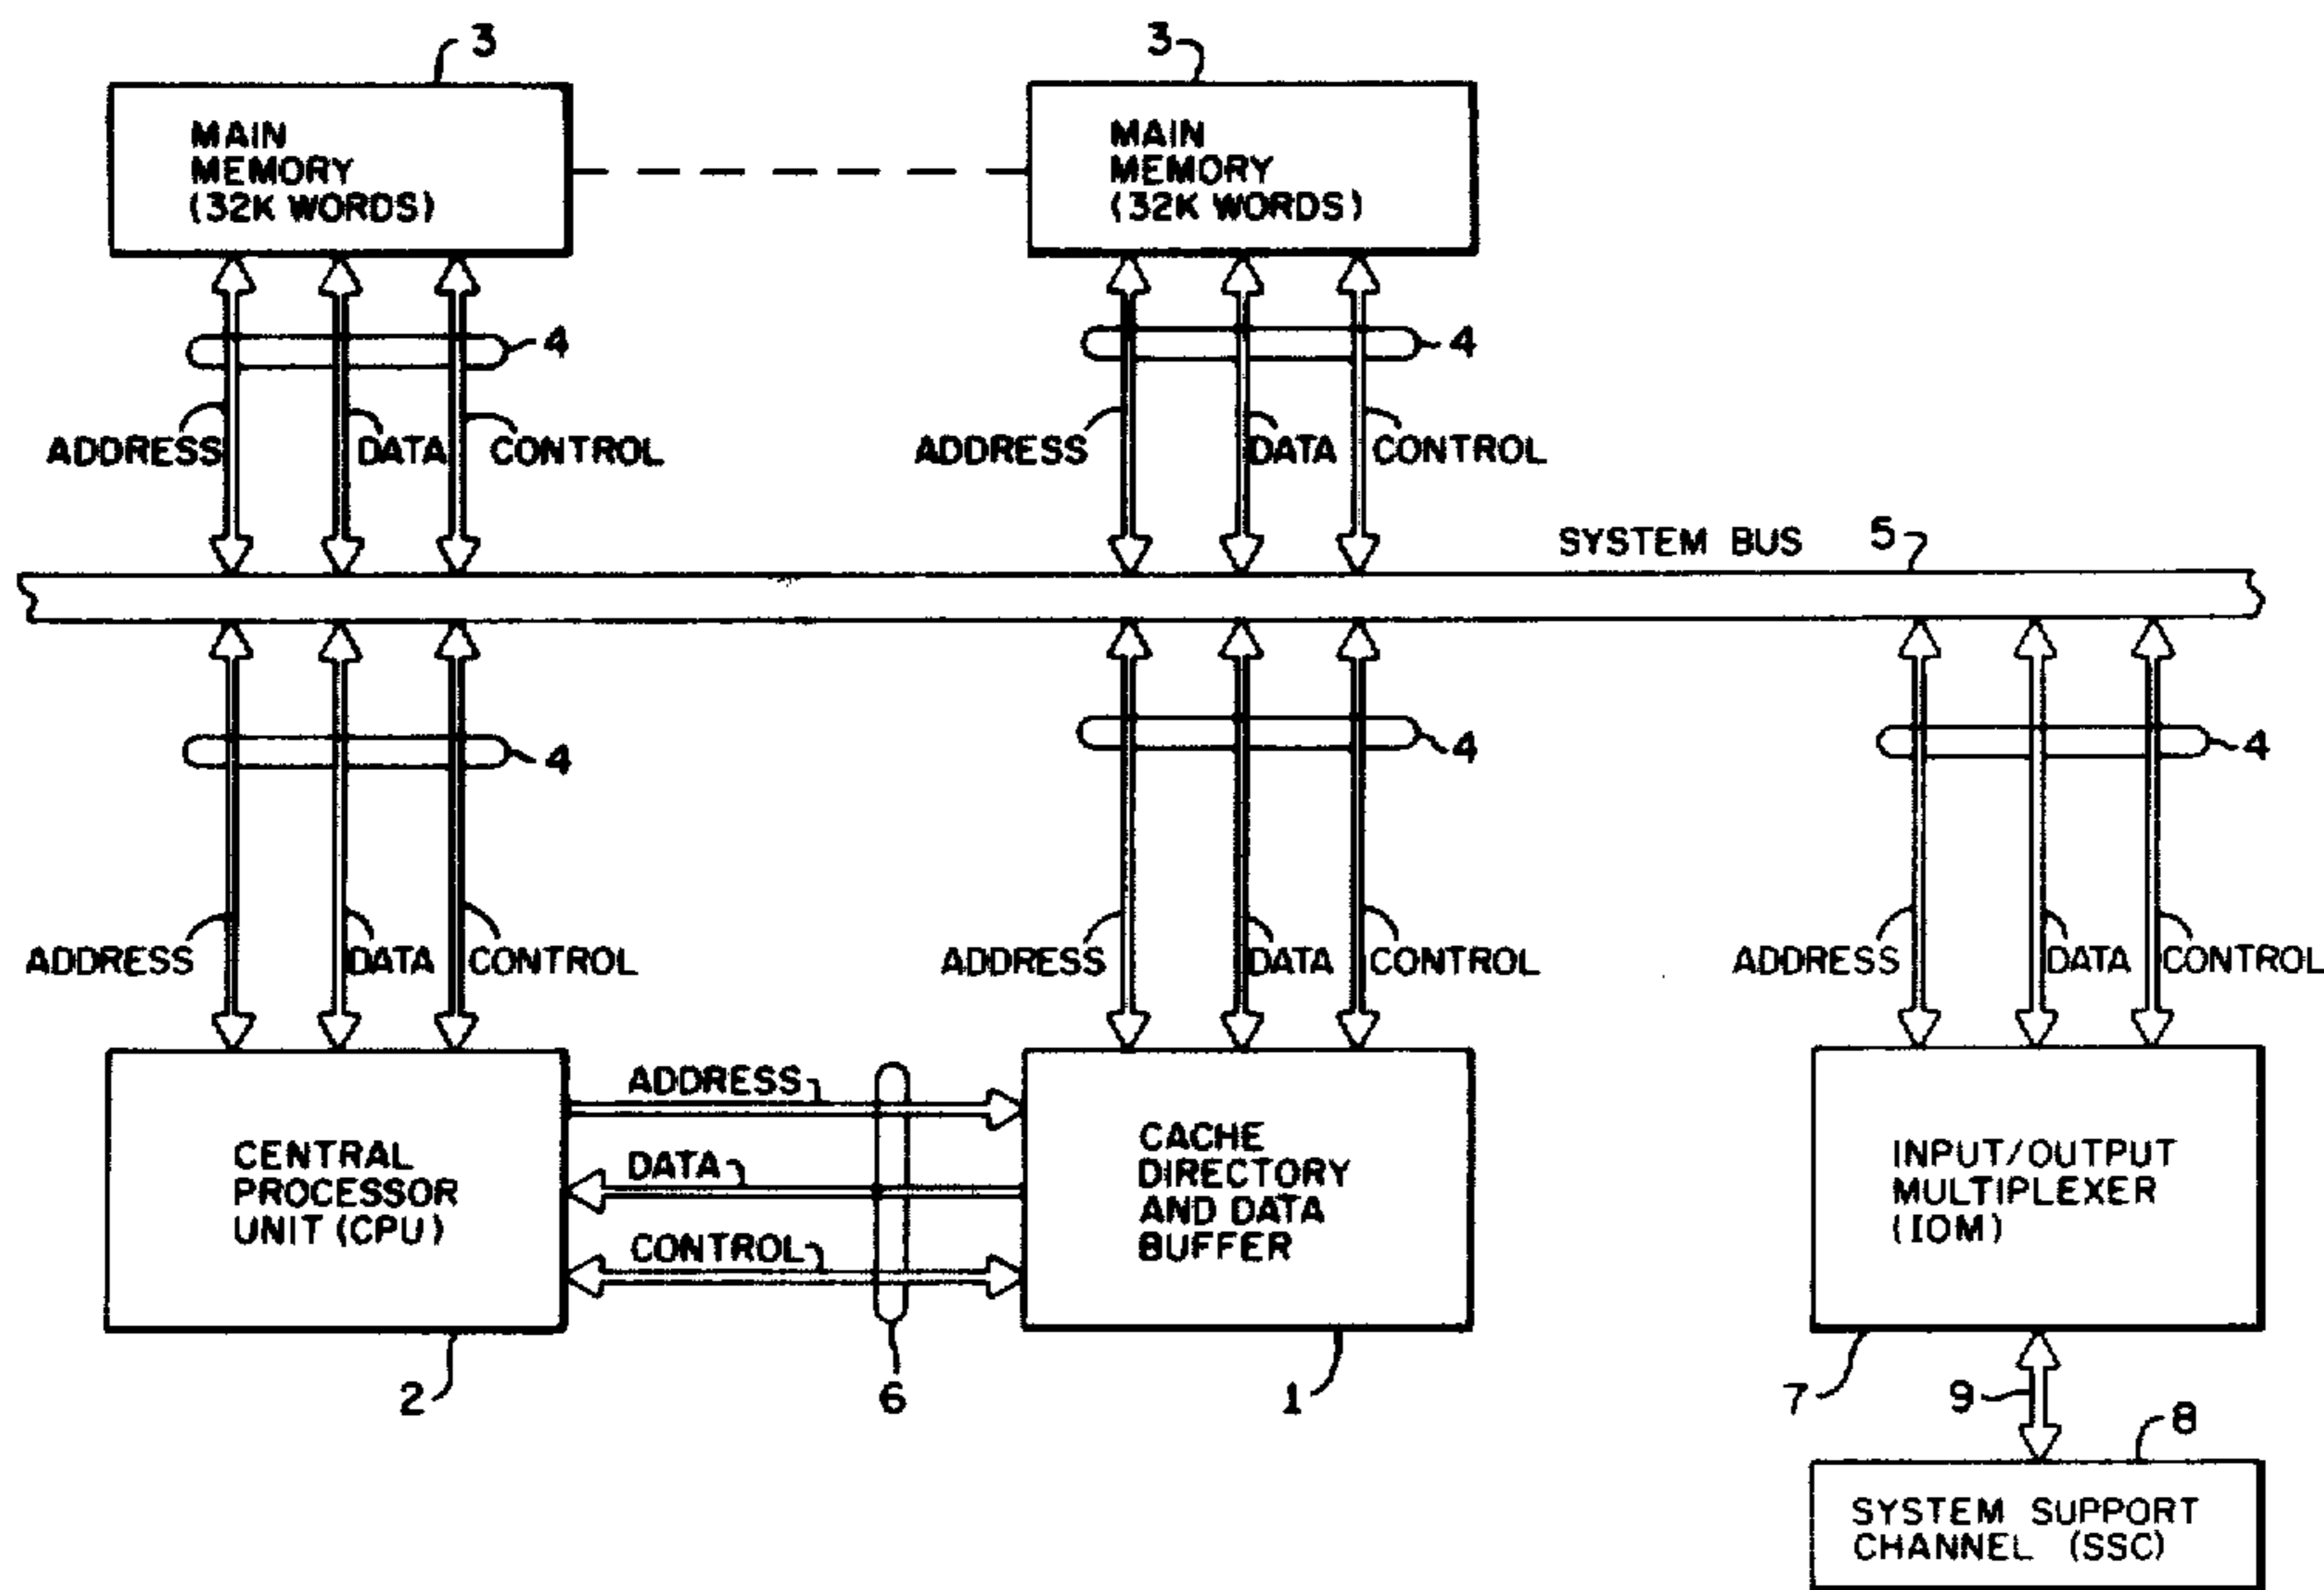 3
3
MAIN
MEMORY
(32K WORDS)
MAIN
MEMORY
(32K WORDS)
4
4
ADDRESS
DATA
CONTROL
ADDRESS
DATA
CONTROL
SYSTEM BUS
5
4
4
4
ADDRESS
DATA
CONTROL
ADDRESS
DATA
CONTROL
ADDRESS
DATA
CONTROL
CENTRAL
PROCESSOR
UNIT (CPU)
ADDRESS
DATA
CONTROL
CACHE
DIRECTORY
AND DATA
BUFFER
INPUT/OUTPUT
MULTIPLEXER
(IOM)
2
6
1
7
9
8
SYSTEM SUPPORT
CHANNEL (SSC)